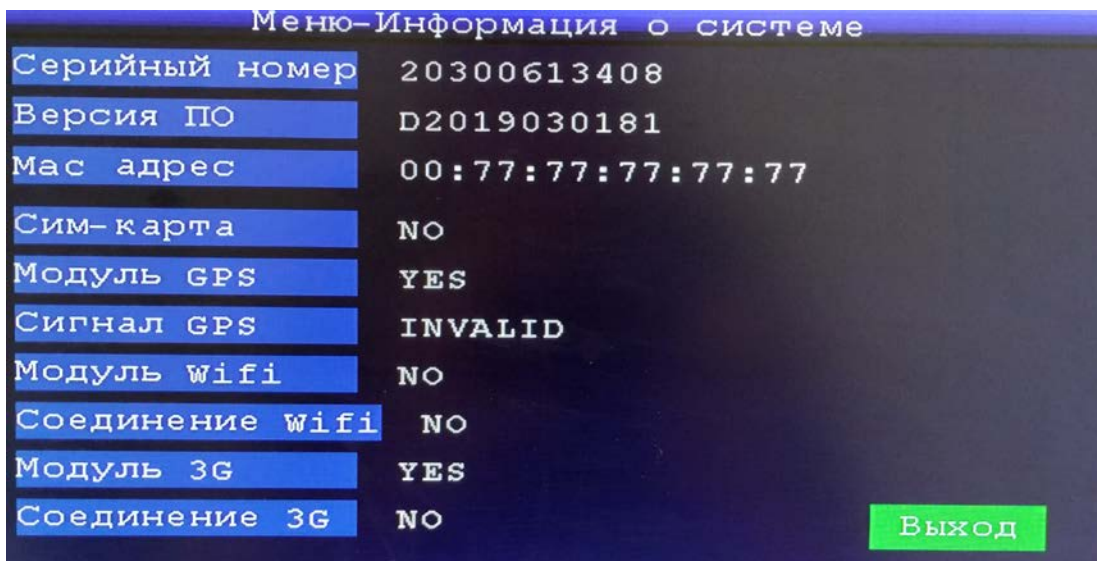 Меню-Информация о системе
Серийный номер 20300613408
Версия ПО D2019030181
Мас адрес 00:77:77:77:77:77
Сим-карта NO
Модуль GPS YES
Сигнал GPS INVALID
Модуль Wifi NO
Соединение Wifi NO
Модуль 3G YES
Соединение 3G NO
Выход